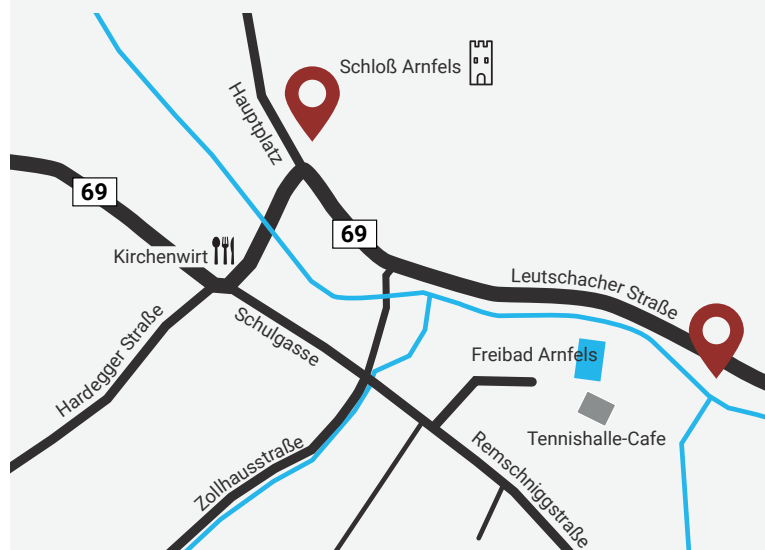 Schloß Arnfels
Hauptplatz
69
69
Kirchenwirt
Leutschacher Straße
Hardegger Straße
Schulgasse
Freibad Arnfels
Tennishalle-Cafe
Zollhausstraße
Remschniggstraße